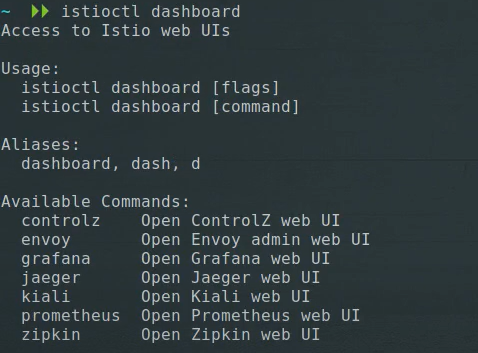 ~ istioctl dashboard
Access to Istio web UIs
Usage:
istioctl dashboard [flags]
istioctl dashboard [command]
Aliases:
dashboard, dash, d
Available Commands:
controlz Open ControlZ web UI
envoy Open Envoy admin web UI
grafana Open Grafana web UI
jaeger Open Jaeger web UI
kiali Open Kiali web UI
prometheus Open Prometheus web UI
zipkin Open Zipkin web UI